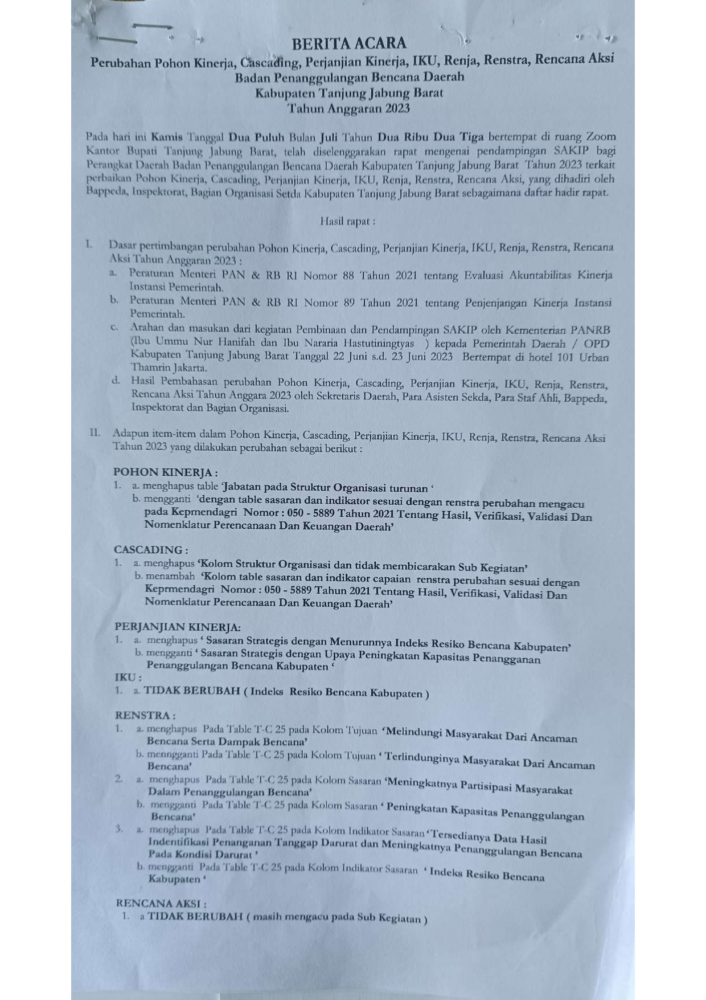 BERITA ACARA
Perubahan Pohon Kinerja, Cascading, Perjanjian Kinerja, IKU, Renja, Renstra, Rencana Aksi
Badan Penanggulangan Bencana Daerah
Kabupaten Tanjung Jabung Barat
Tahun Anggaran 2023
Pada hari ini Kamis Tanggal Dua Puluh Bulan Juli Tahun Dua Ribu Dua Tiga bertempat di ruang Zoom
Kantor Bupati Tanjung Jabung Barat, telah diselenggarakan rapat mengenai pendampingan SAKIP bagi
Perangkat Daerah Badan Penanggulangan Bencana Daerah Kabupaten Tanjung Jabung Barat Tahun 2023 terkait
perbaikan Pohon Kinerja, Cascading, Perjanjian Kinerja, IKU, Renja, Renstra, Rencana Aksi, yang dihadiri oleh
Bappeda, Inspektorat, Bagian Organisasi Setda Kabupaten Tanjung Jabung Barat sebagaimana daftar hadir rapat.
Hasil rapat :
I. Dasar pertimbangan perubahan Pohon Kinerja, Cascading, Perjanjian Kinerja, IKU, Renja, Renstra, Rencana
Aksi Tahun Anggaran 2023 :
a. Peraturan Menteri PAN & RB RI Nomor 88 Tahun 2021 tentang Evaluasi Akuntabilitas Kinerja
Instansi Pemerintah.
b. Peraturan Menteri PAN & RB RI Nomor 89 Tahun 2021 tentang Penjenjangan Kinerja Instansi
Pemerintah.
c. Arahan dan masukan dari kegiatan Pembinaan dan Pendampingan SAKIP oleh Kementerian PANRB
(Ibu Ummu Nur Hanifah dan Ibu Nararia Hastutiningtyas ) kepada Pemerintah Daerah / OPD
Kabupaten Tanjung Jabung Barat Tanggal 22 Juni s.d. 23 Juni 2023 Bertempat di hotel 101 Urban
Thamrin Jakarta.
d. Hasil Pembahasan perubahan Pohon Kinerja, Cascading, Perjanjian Kinerja, IKU, Renja, Renstra,
Rencana Aksi Tahun Anggara 2023 oleh Sekretaris Daerah, Para Asisten Sekda, Para Staf Ahli, Bappeda,
Inspektorat dan Bagian Organisasi.
II. Adapun item-item dalam Pohon Kinerja, Cascading, Perjanjian Kinerja, IKU, Renja, Renstra, Rencana Aksi
Tahun 2023 yang dilakukan perubahan sebagai berikut :
POHON KINERJA :
1. a. menghapus table ‘Jabatan pada Struktur Organisasi turunan ‘
b. mengganti ‘dengan table sasaran dan indikator sesuai dengan renstra perubahan mengacu
pada Kepmendagri Nomor : 050 - 5889 Tahun 2021 Tentang Hasil, Verifikasi, Validasi Dan
Nomenklatur Perencanaan Dan Keuangan Daerah’
CASCADING :
1. a. menghapus ‘Kolom Struktur Organisasi dan tidak membicarakan Sub Kegiatan’
b. menambah ‘Kolom table sasaran dan indikator capaian renstra perubahan sesuai dengan
Keprmendagri Nomor : 050 - 5889 Tahun 2021 Tentang Hasil, Verifikasi, Validasi Dan
Nomenklatur Perencanaan Dan Keuangan Daerah’
PERJANJIAN KINERJA:
1. a. menghapus ‘ Sasaran Strategis dengan Menurunnya Indeks Resiko Bencana Kabupaten’
b. mengganti ‘ Sasaran Strategis dengan Upaya Peningkatan Kapasitas Penangganan
Penanggulangan Bencana Kabupaten ‘
IKU :
1. a. TIDAK BERUBAH ( Indeks Resiko Bencana Kabupaten )
RENSTRA :
1. a. menghapus Pada Table T-C 25 pada Kolom Tujuan ‘Melindungi Masyarakat Dari Ancaman
Bencana Serta Dampak Bencana’
b. menngganti Pada Table T-C 25 pada Kolom Tujuan ‘ Terlindunginya Masyarakat Dari Ancaman
Bencana’
2. a. menghapus Pada Table T-C 25 pada Kolom Sasaran ‘Meningkatnya Partisipasi Masyarakat
Dalam Penanggulangan Bencana’
b. mengganti Pada Table T-C 25 pada Kolom Sasaran ‘ Peningkatan Kapasitas Penanggulangan
Bencana’
3. a. menghapus Pada Table T-C 25 pada Kolom Indikator Sasaran ‘Tersedianya Data Hasil
Indentifikasi Penanganan Tanggap Darurat dan Meningkatnya Penanggulangan Bencana
Pada Kondisi Darurat ’
b. mengganti Pada Table T-C 25 pada Kolom Indikator Sasaran ‘ Indeks Resiko Bencana
Kabupaten ‘
RENCANA AKSI :
1. a TIDAK BERUBAH ( masih mengacu pada Sub Kegiatan )